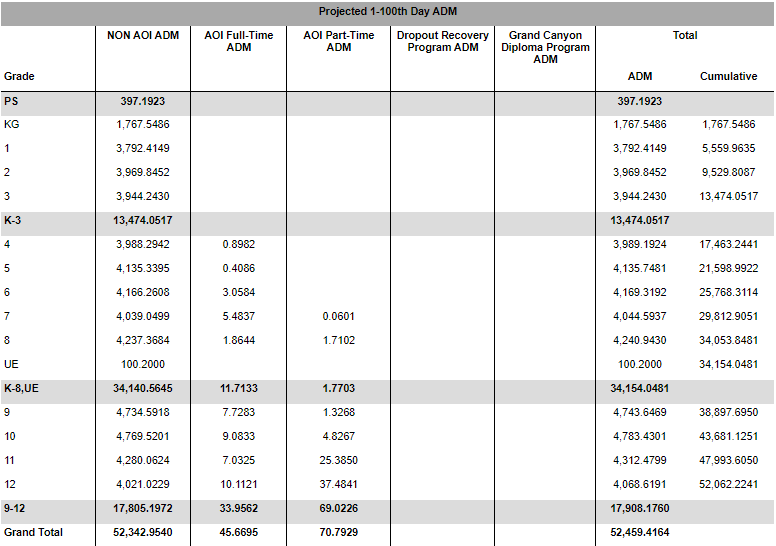 Projected 1-100th Day ADM
NON AOI ADM AOI Full-Time ADM AOI Part-Time ADM Dropout Recovery Program ADM Grand Canyon Diploma Program ADM Total
Grade ADM Cumulative
PS 397.1923 397.1923
KG 1,767.5486 1,767.5486 1,767.5486
1 3,792.4149 3,792.4149 5,559.9635
2 3,969.8452 3,969.8452 9,529.8087
3 3,944.2430 3,944.2430 13,474.0517
K-3 13,474.0517 13,474.0517
4 3,988.2942 0.8982 3,989.1924 17,463.2441
5 4,135.3395 0.4086 4,135.7481 21,598.9922
6 4,166.2608 3.0584 4,169.3192 25,768.3114
7 4,039.0499 5.4837 0.0601 4,044.5937 29,812.9051
8 4,237.3684 1.8644 1.7102 4,240.9430 34,053.8481
UE 100.2000 100.2000 34,154.0481
K-8,UE 34,140.5645 11.7133 1.7703 34,154.0481
9 4,734.5918 7.7283 1.3268 4,743.6469 38,897.6950
10 4,769.5201 9.0833 4.8267 4,783.4301 43,681.1251
11 4,280.0624 7.0325 25.3850 4,312.4799 47,993.6050
12 4,021.0229 10.1121 37.4841 4,068.6191 52,062.2241
9-12 17,805.1972 33.9562 69.0226 17,908.1760
Grand Total 52,342.9540 45.6695 70.7929 52,459.4164